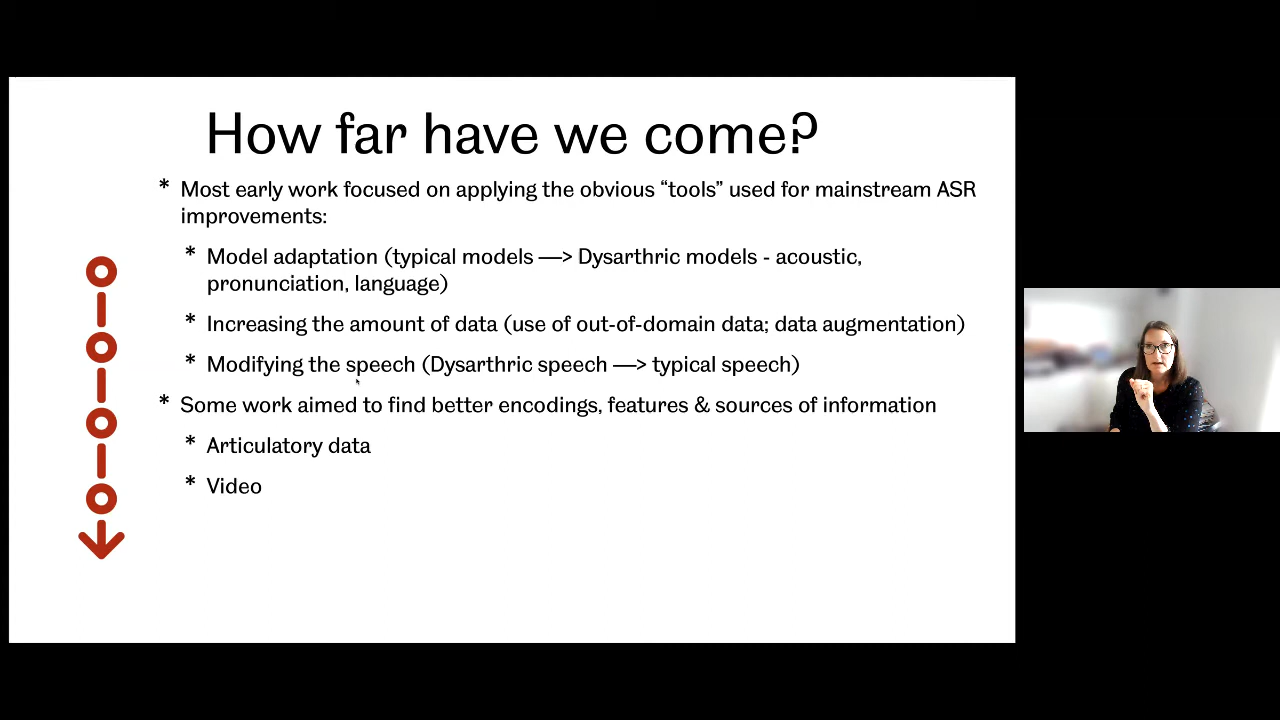 How far have we come?
* Most early work focused on applying the obvious “tools” used for mainstream ASR
improvements:
* Model adaptation (typical models —> Dysarthric models - acoustic,
pronunciation, language)
* Increasing the amount of data (use of out-of-domain data; data augmentation)
* Modifying the speech (Dysarthric speech —> typical speech)
* Some work aimed to find better encodings, features & sources of information
* Articulatory data
* Video